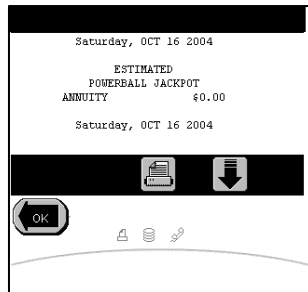 Saturday, OCT 16 2004
ESTIMATED
POWERBALL JACKPOT
ANNUITY $0.00
Saturday, OCT 16 2004
OK